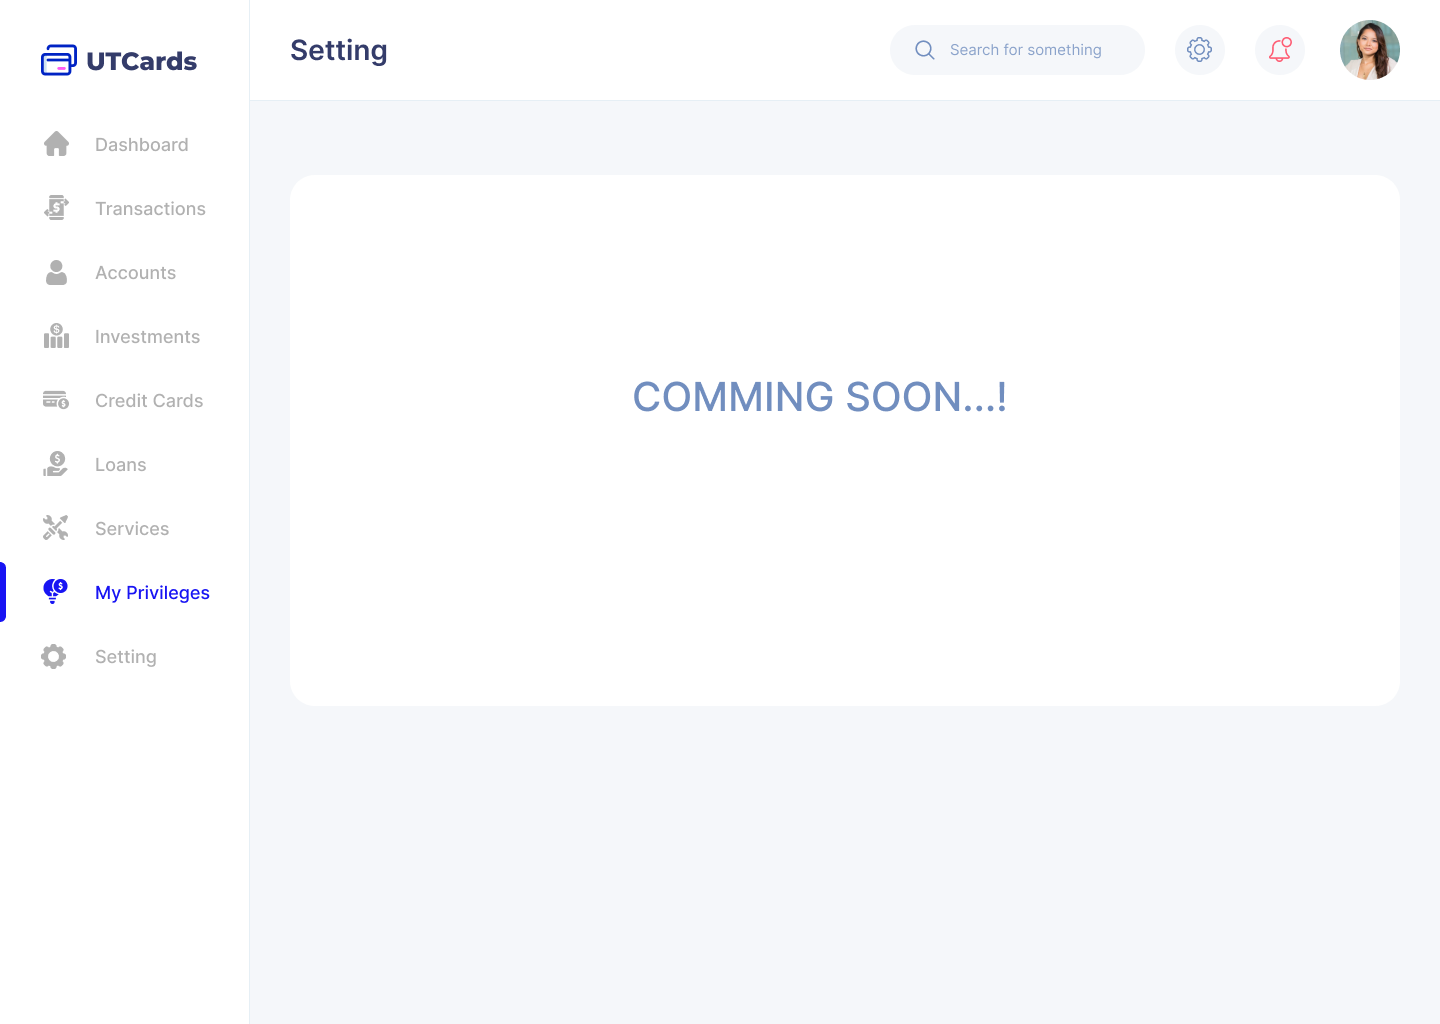 UTCards
Setting
Search for something
Dashboard
Transactions
Accounts
Investments
Credit Cards
Loans
Services
My Privileges
Setting
COMMING SOON...!